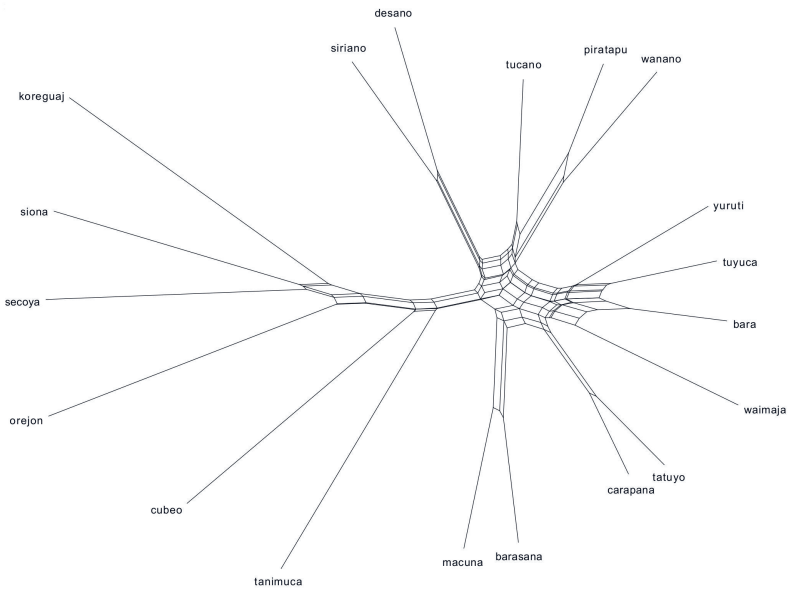 desano
siriano
piratapu
wanano
tucano
koreguaj
yuruti
siona
tuyuca
secoya
bara
waimaja
orejon
tatuyo
carapana
cubeo
barasana
macuna
tanimuca